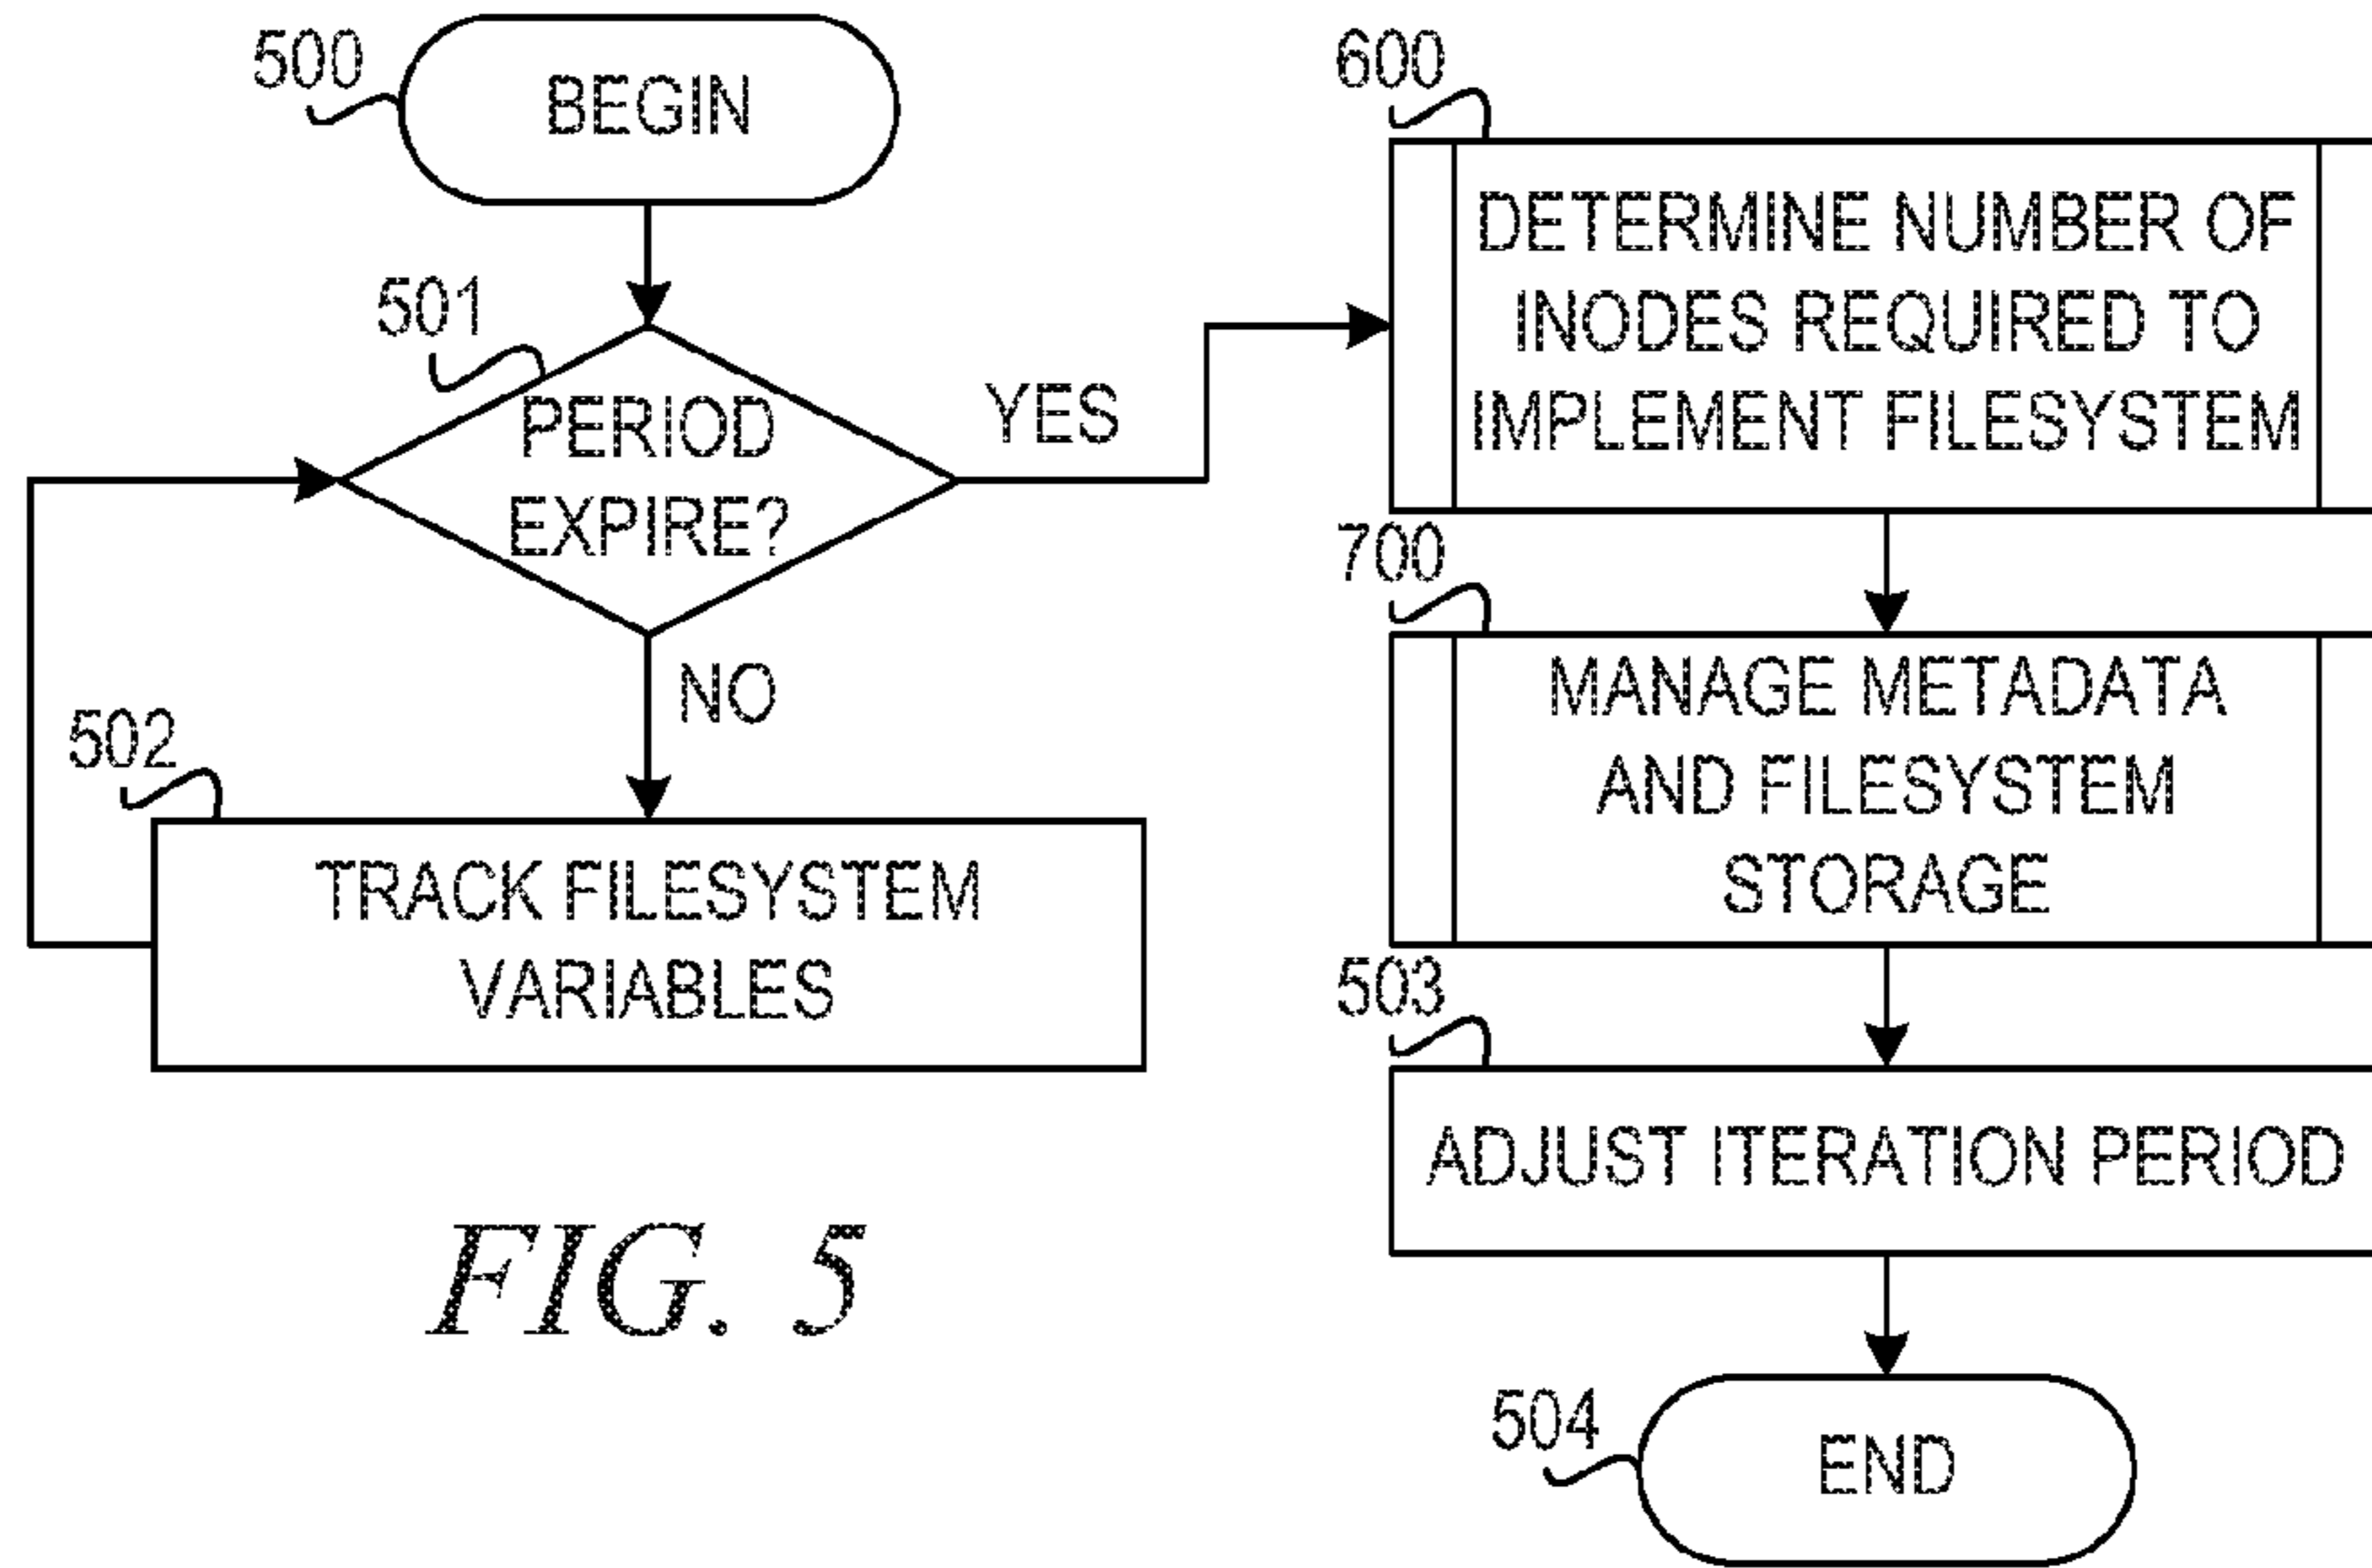 500
BEGIN
501
PERIOD
EXPIRE?
YES
NO
502
TRACK FILESYSTEM
VARIABLES
600
DETERMINE NUMBER OF
INODES REQUIRED TO
IMPLEMENT FILESYSTEM
700
MANAGE METADATA
AND FILESYSTEM
STORAGE
503
ADJUST ITERATION PERIOD
504
END
FIG. 5